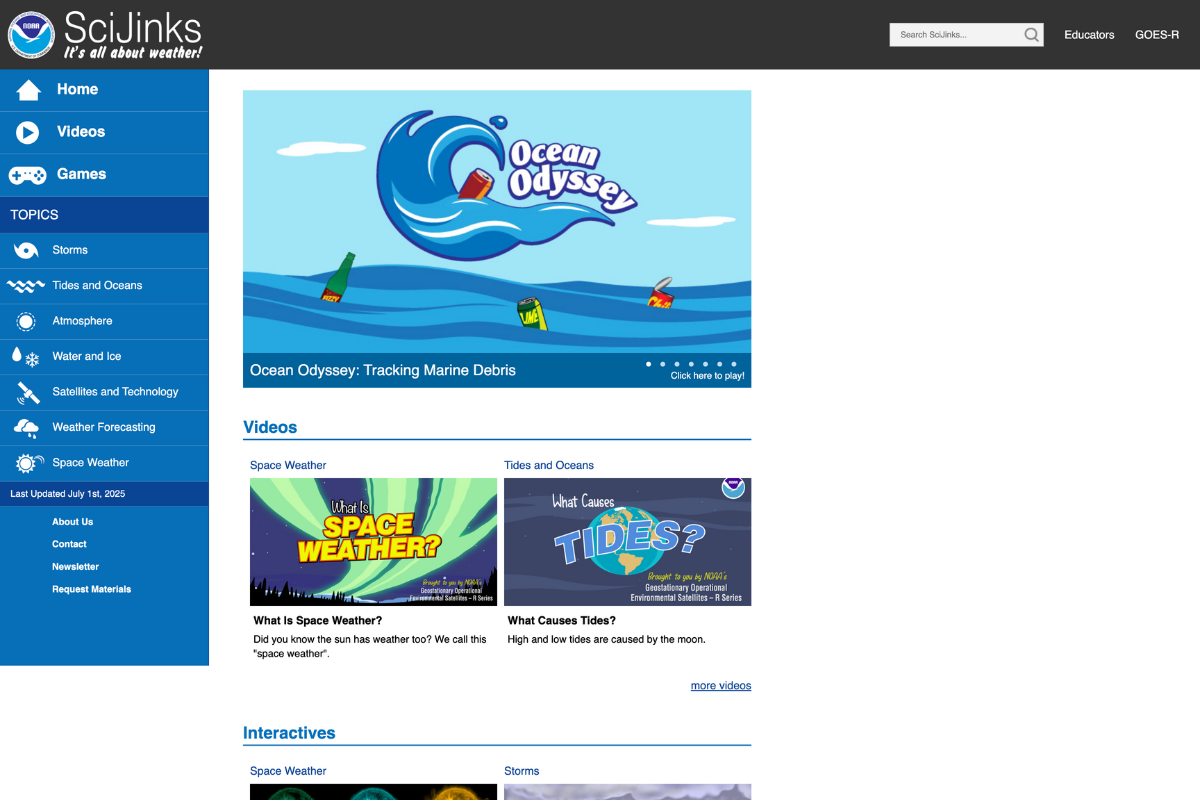 NOAA
SciJinks
It's all about weather!
Search SciJinks...
Educators
GOES-R
Home
Videos
Games
TOPICS
Storms
Tides and Oceans
Atmosphere
Water and Ice
Satellites and Technology
Weather Forecasting
Space Weather
Last Updated July 1st, 2025
About Us
Contact
Newsletter
Request Materials
Ocean
Odyssey
FIZZY
LIME
Ocean Odyssey: Tracking Marine Debris
Click here to play!
Videos
Space Weather
What Is
SPACE
WEATHER?
Brought to you by NOAA's
Geostationary Operational
Environmental Satellites – R Series
What Is Space Weather?
Did you know the sun has weather too? We call this
"space weather".
Tides and Oceans
What Causes
TIDES?
Brought to you by NOAA's
Geostationary Operational
Environmental Satellites – R Series
What Causes Tides?
High and low tides are caused by the moon.
more videos
Interactives
Space Weather
Storms